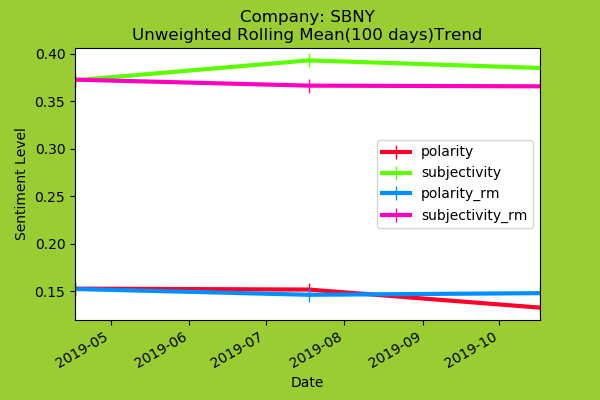 Company: SBNY
Unweighted Rolling Mean(100 days)Trend
Sentiment Level
0.40
0.35
0.30
0.25
0.20
0.15
polarity
subjectivity
polarity_rm
subjectivity_rm
2019-05
2019-06
2019-07
2019-08
2019-09
2019-10
Date